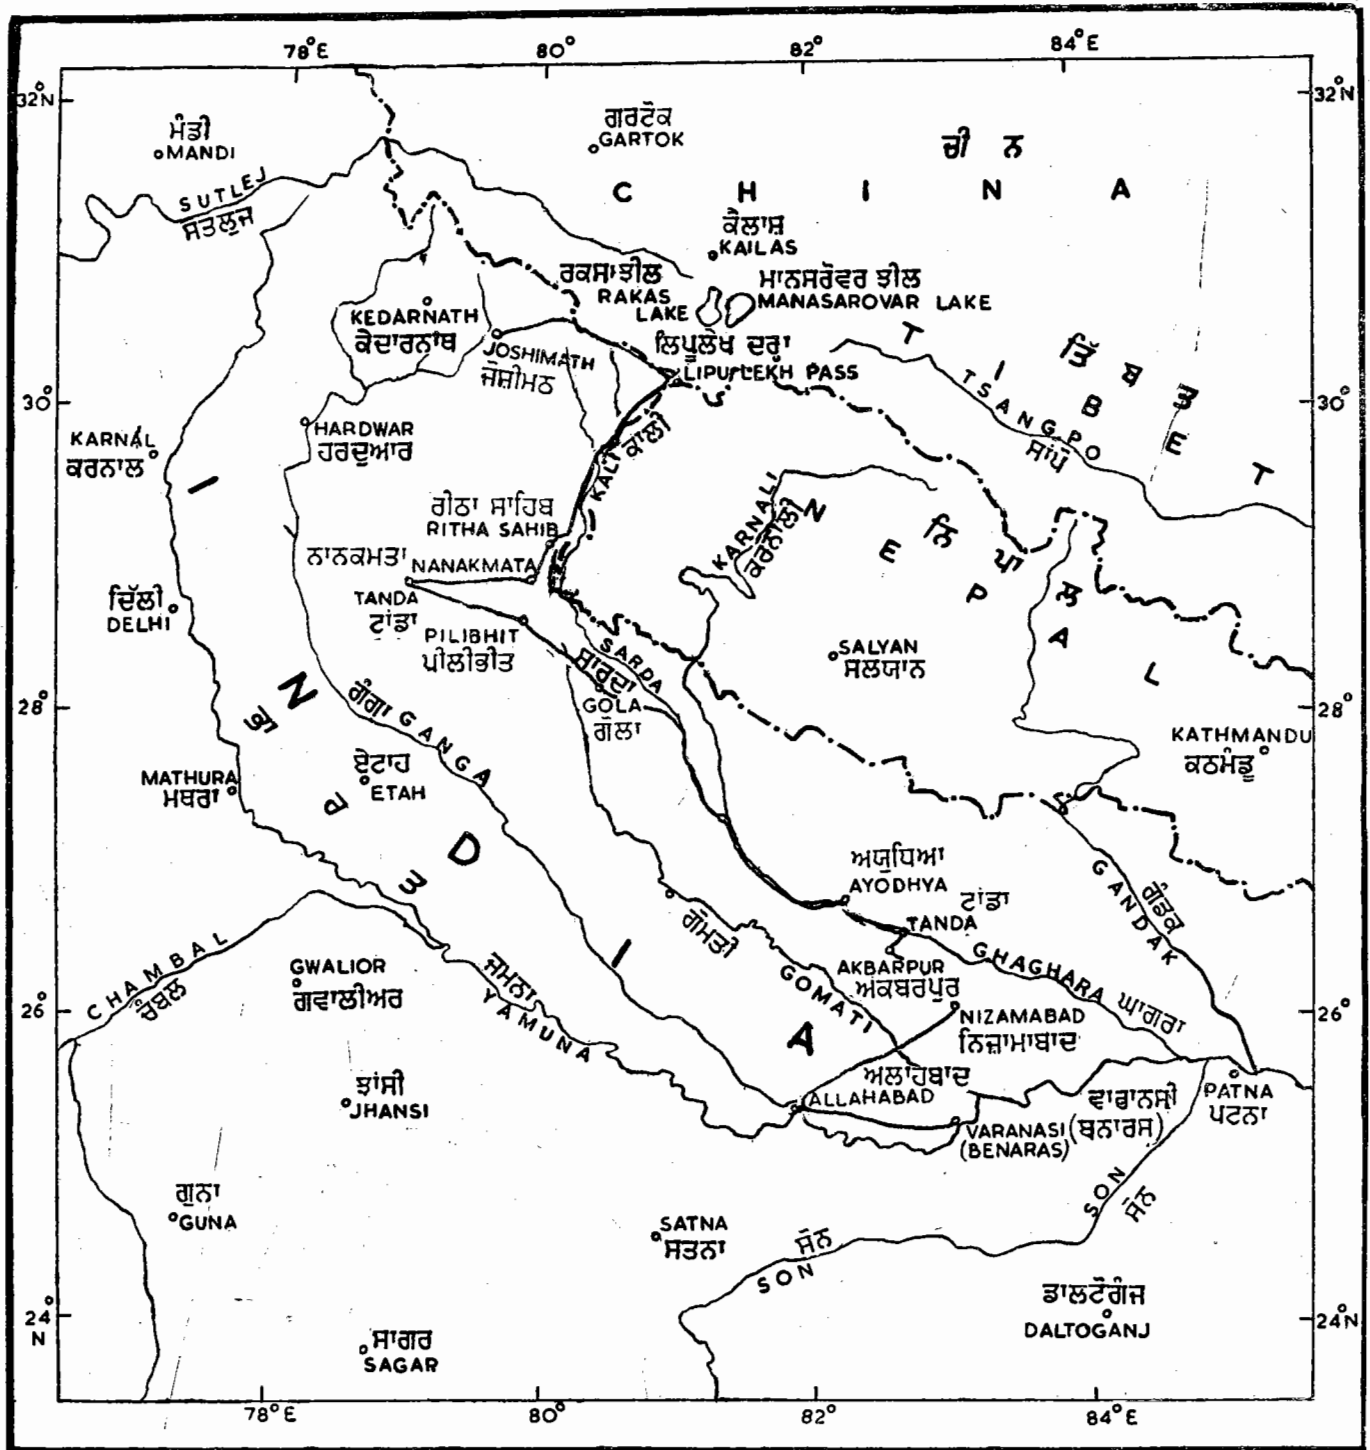 78°E 80° 82° 84°E
32°N 32°N
ਮੰਡੀ
MANDI
ਗਰਟੋਕ
GARTOK
ਚੀਨ
CHINA
SUTLEJ
ਸਤਲੁਜ
ਕੈਲਾਸ਼
KAILAS
ਰਕਸ ਝੀਲ
RAKAS
LAKE
ਮਾਨਸਰੋਵਰ ਝੀਲ
MANASAROVAR LAKE
KEDARNATH
ਕੇਦਾਰਨਾਥ
JOSHIMATH
ਜੋਸ਼ੀਮਠ
ਲਿਪੂਲੇਖ ਦਰ੍ਹਾ
LIPULEKH PASS
TIBET
ਤਿੱਬਤ
TSANGPO
ਸਾਂਪੋ
30° 30°
HARDWAR
ਹਰਦੁਆਰ
KARNAL
ਕਰਨਾਲ
KALI
ਕਾਲੀ
KARNALI
ਕਰਨਾਲੀ
NEPAL
ਨਿਪਾਲ
ਰੀਠਾ ਸਾਹਿਬ
RITHA SAHIB
ਨਾਨਕਮਤਾ
NANAKMATA
ਦਿੱਲੀ
DELHI
TANDA
ਟਾਂਡਾ
PILIBHIT
ਪੀਲੀਭੀਤ
SARDA
ਸ਼ਾਰਦਾ
SALYAN
ਸਲਯਾਨ
GOLA
ਗੋਲਾ
28° 28°
INDIA
ਭਾਰਤ
ਗੰਗਾ GANGA
KATHMANDU
ਕਠਮੰਡੂ
MATHURA
ਮਥਰਾ
ਏਟਾਹ
ETAH
ਅਯੁਧਿਆ
AYODHYA
ਟਾਂਡਾ
TANDA
ਗੰਡਕ
GANDAK
ਗੋਮਤੀ
GOMATI
AKBARPUR
ਅਕਬਰਪੁਰ
GHAGHARA ਘਾਗਰਾ
CHAMBAL
ਚੰਬਲ
GWALIOR
ਗਵਾਲੀਅਰ
ਜਮਨਾ
YAMUNA
26° 26°
NIZAMABAD
ਨਿਜ਼ਾਮਾਬਾਦ
ਝਾਂਸੀ
JHANSI
ਅਲਾਹਬਾਦ
ALLAHABAD
VARANASI
(BENARAS)
ਵਾਰਾਨਸੀ
(ਬਨਾਰਸ)
PATNA
ਪਟਨਾ
ਗੁਨਾ
GUNA
SATNA
ਸਤਨਾ
SON
ਸੋਨ
SON
ਸੋਨ
24°
N
24°N
ਡਾਲਟੌਗੰਜ
DALTOGANJ
ਸਾਗਰ
SAGAR
78°E 80° 82° 84°E